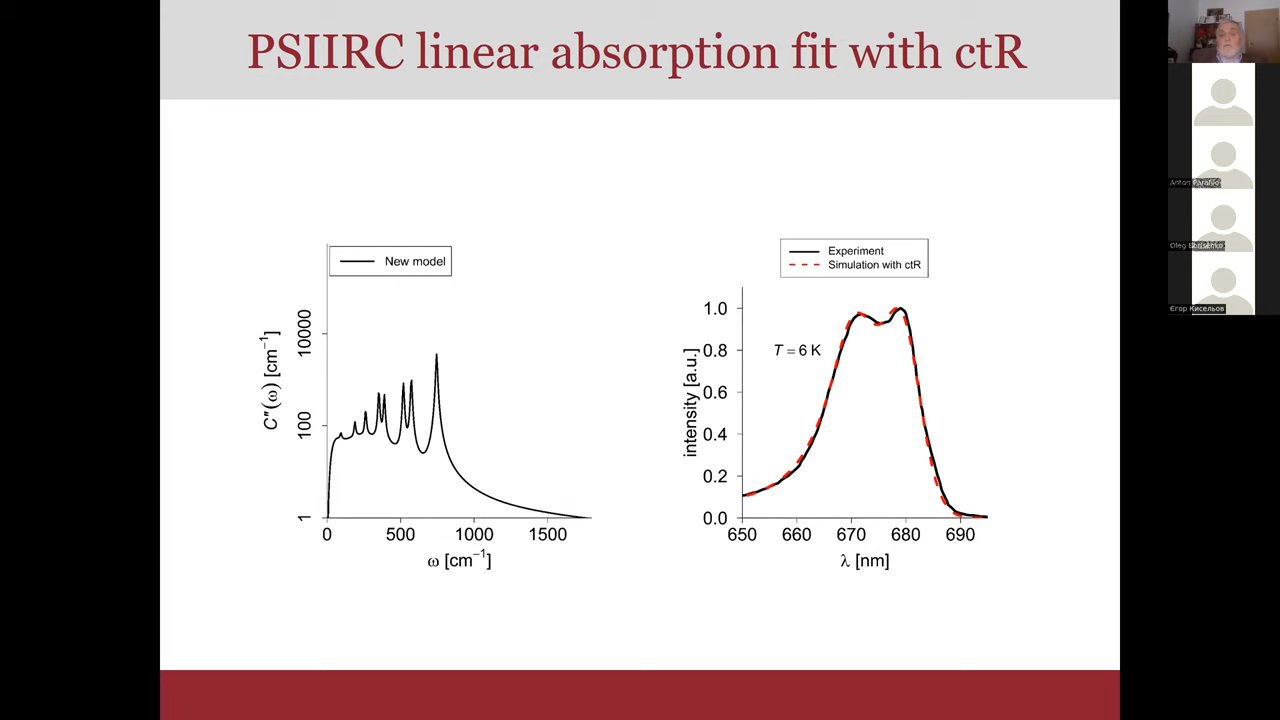 PSIIRC linear absorption fit with ctR
New model
C″(ω) [cm⁻¹]
10000
100
1
0 500 1000 1500
ω [cm⁻¹]
Experiment
Simulation with ctR
T = 6 K
intensity [a.u.]
1.0
0.8
0.6
0.4
0.2
0.0
650 660 670 680 690
λ [nm]
Anton
Oleg
Єгор Кисельов